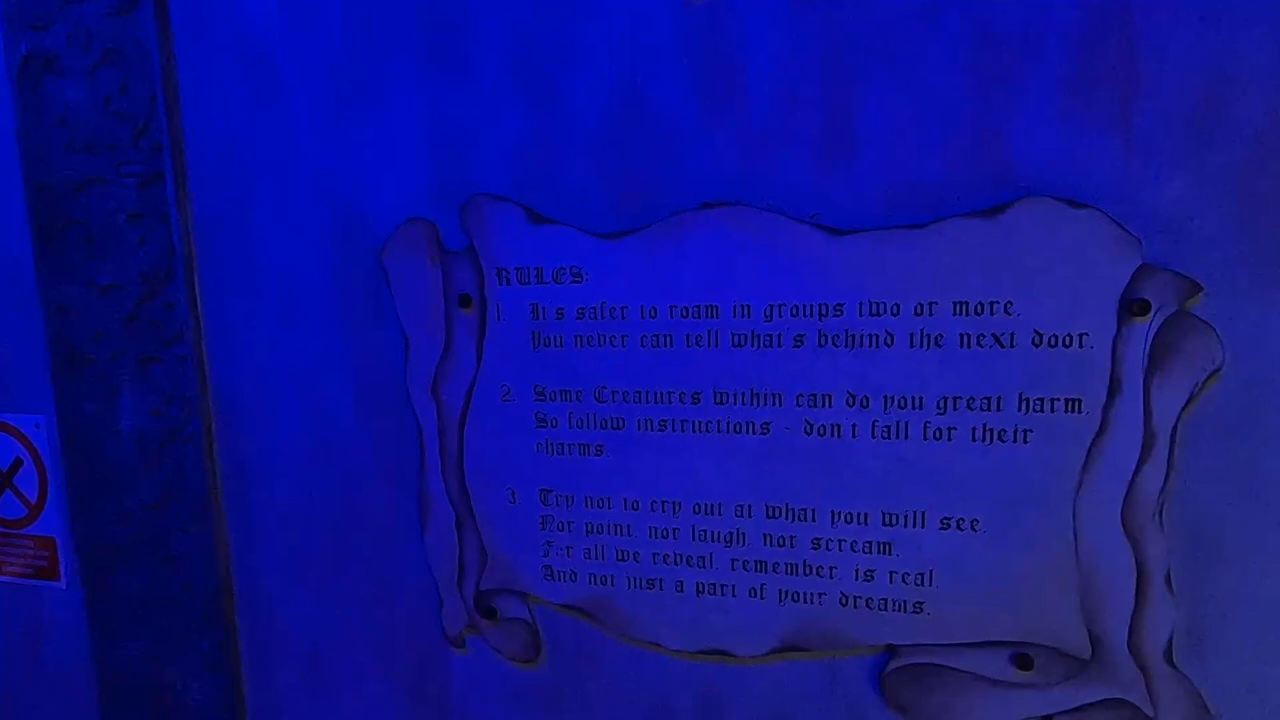 RULES:
1. It's safer to roam in groups two or more.
You never can tell what's behind the next door.
2. Some Creatures within can do you great harm.
So follow instructions - don't fall for their
charms.
3. Try not to cry out at what you will see.
Nor point, nor laugh, nor scream.
For all we reveal, remember, is real.
And not just a part of your dreams.